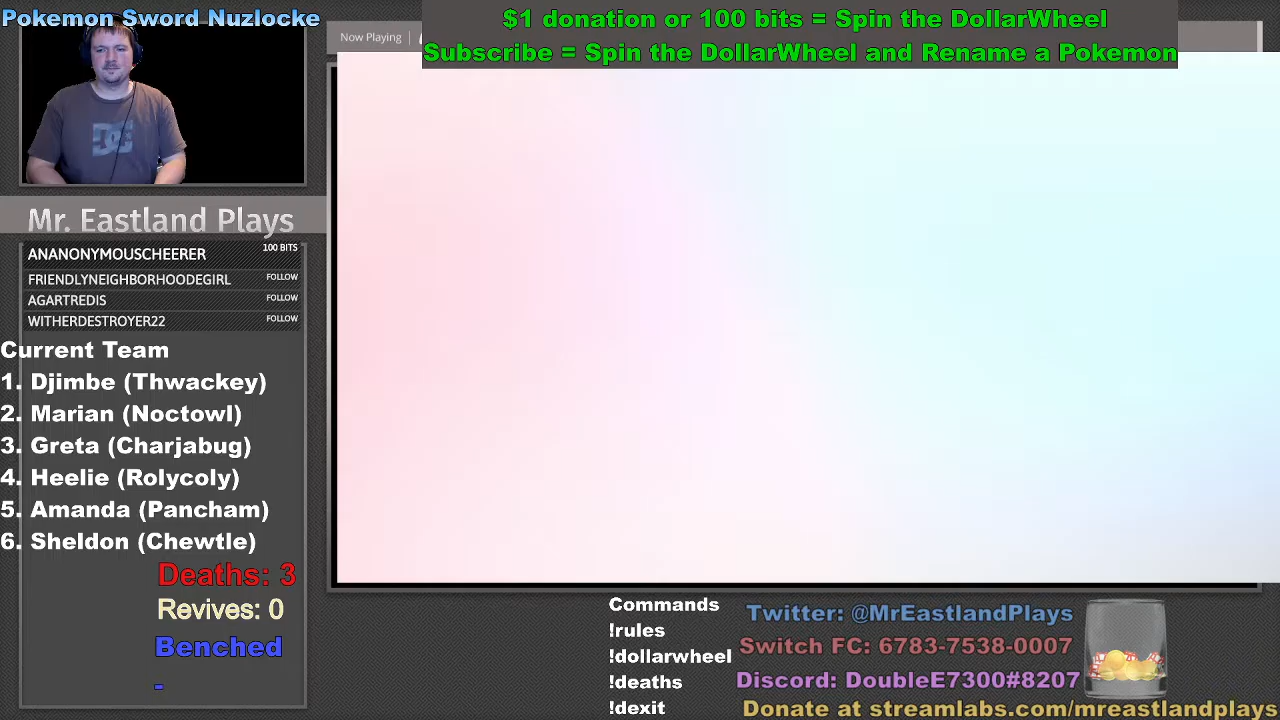 Pokemon Sword Nuzlocke
$1 donation or 100 bits = Spin the DollarWheel
Now Playing
Subscribe = Spin the DollarWheel and Rename a Pokemon
DC
Mr. Eastland Plays
ANANONYMOUSCHEERER 100 BITS
FRIENDLYNEIGHBORHOODEGIRL FOLLOW
AGARTREDIS FOLLOW
WITHERDESTROYER22 FOLLOW
Current Team
1. Djimbe (Thwackey)
2. Marian (Noctowl)
3. Greta (Charjabug)
4. Heelie (Rolycoly)
5. Amanda (Pancham)
6. Sheldon (Chewtle)
Deaths: 3
Revives: 0
Benched
-
Commands
!rules
!dollarwheel
!deaths
!dexit
Twitter: @MrEastlandPlays
Switch FC: 6783-7538-0007
Discord: DoubleE7300#8207
Donate at streamlabs.com/mreastlandplays